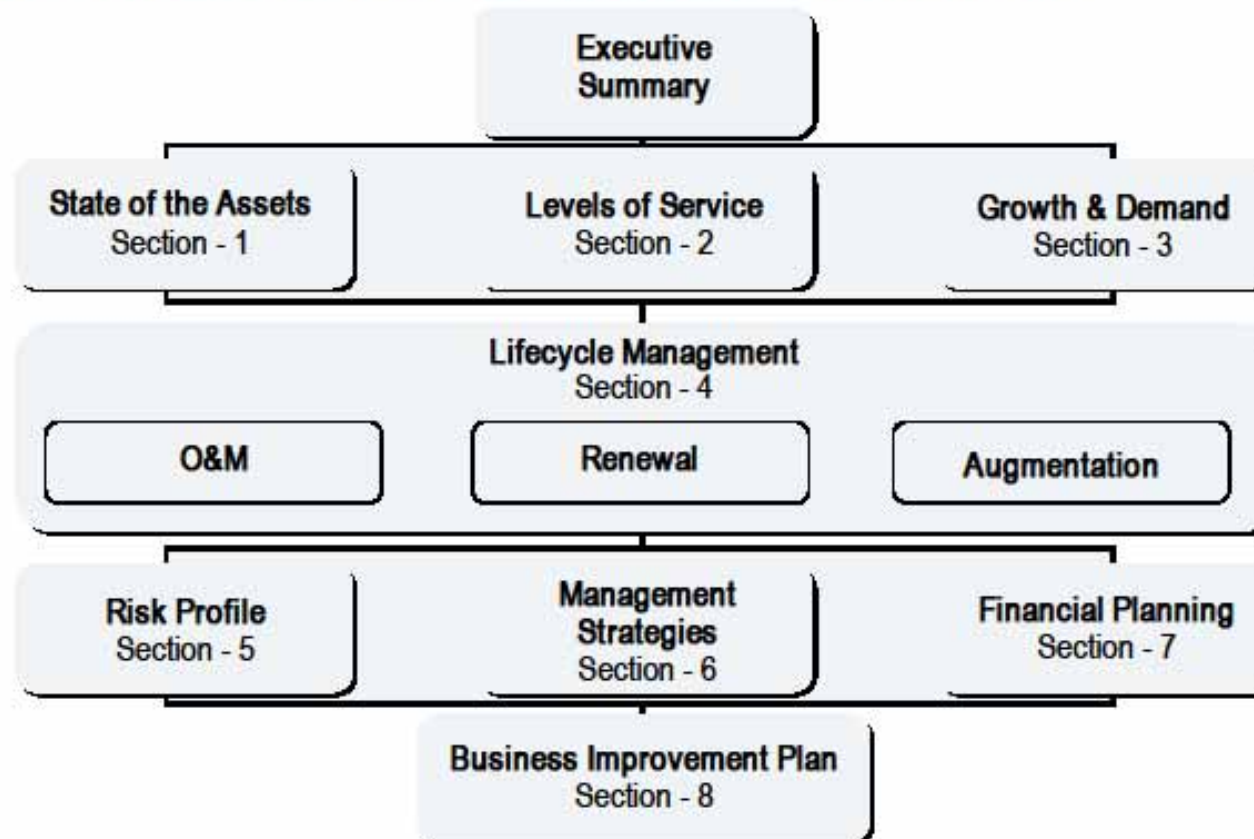 Executive
Summary
State of the Assets
Section - 1
Levels of Service
Section - 2
Growth & Demand
Section - 3
Lifecycle Management
Section - 4
O&M
Renewal
Augmentation
Risk Profile
Section - 5
Management
Strategies
Section - 6
Financial Planning
Section - 7
Business Improvement Plan
Section - 8